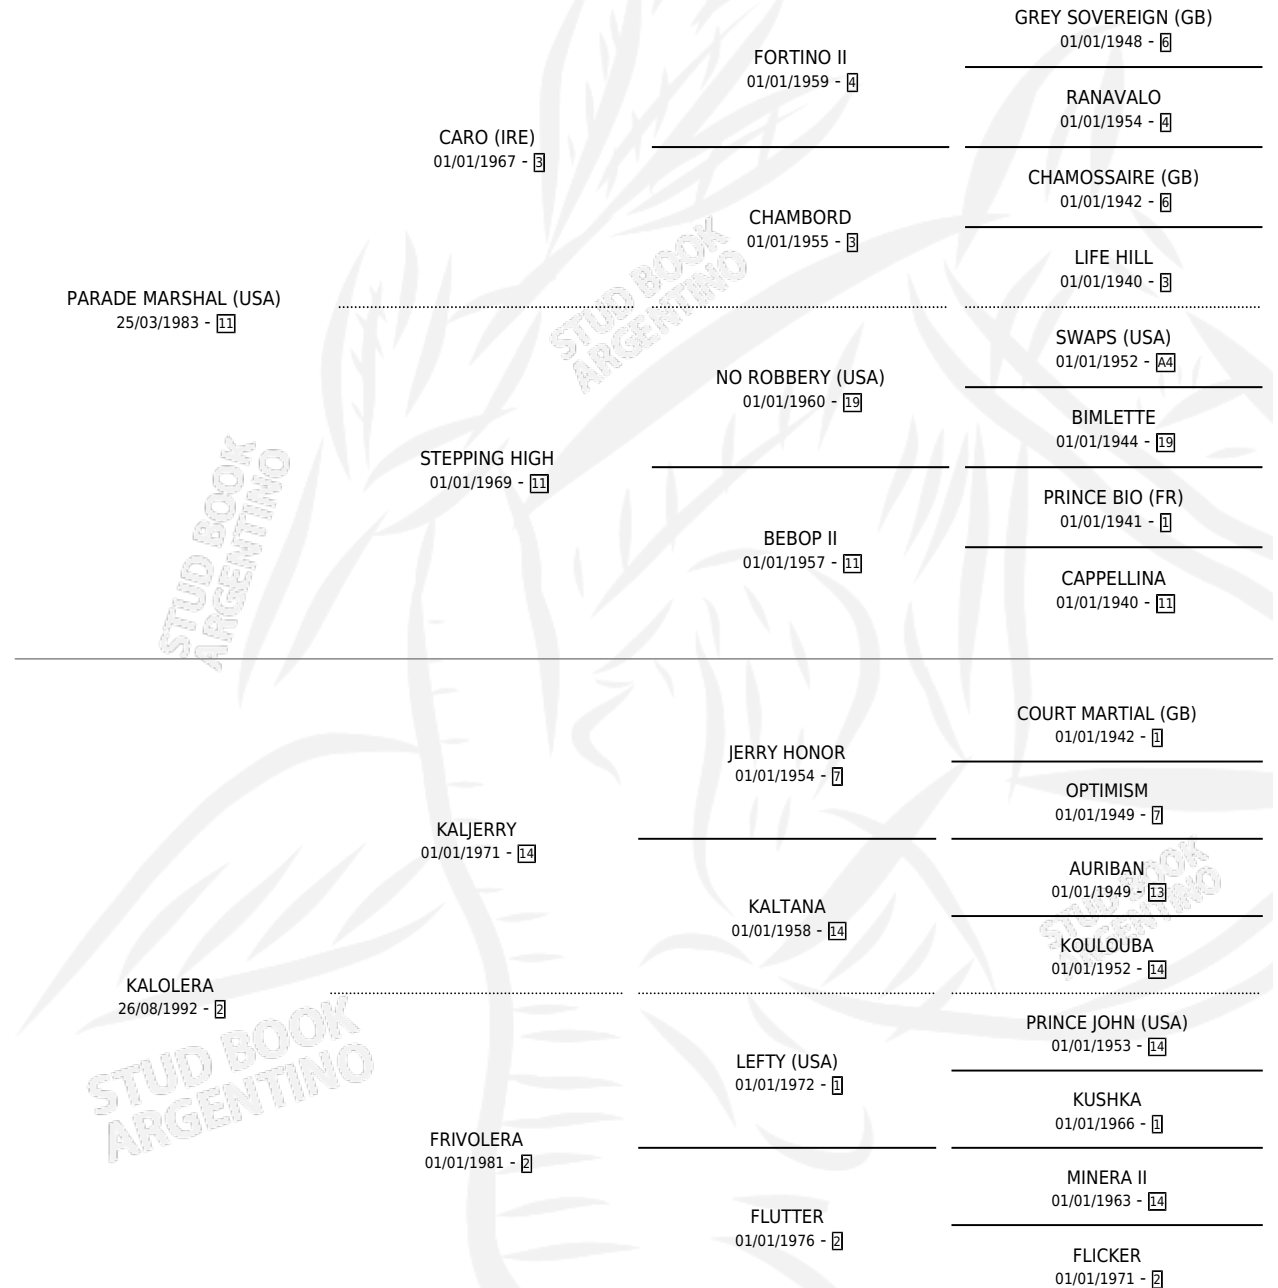 GREY SOVEREIGN (GB)
01/01/1948 - 6
FORTINO II
01/01/1959 - 4
RANAVALO
01/01/1954 - 4
CARO (IRE)
01/01/1967 - 3
CHAMOSSAIRE (GB)
01/01/1942 - 6
CHAMBORD
01/01/1955 - 3
LIFE HILL
01/01/1940 - 3
PARADE MARSHAL (USA)
25/03/1983 - 11
STUD BOOK
ARGENTINO
SWAPS (USA)
01/01/1952 - A4
NO ROBBERY (USA)
01/01/1960 - 19
BIMLETTE
01/01/1944 - 19
STEPPING HIGH
01/01/1969 - 11
PRINCE BIO (FR)
01/01/1941 - 1
BEBOP II
01/01/1957 - 11
CAPPELLINA
01/01/1940 - 11
STUD BOOK
ARGENTINO
COURT MARTIAL (GB)
01/01/1942 - 1
JERRY HONOR
01/01/1954 - 7
OPTIMISM
01/01/1949 - 7
KALJERRY
01/01/1971 - 14
AURIBAN
01/01/1949 - 13
KALTANA
01/01/1958 - 14
STUD BOOK
ARGENTINO
KOULOUBA
01/01/1952 - 14
KALOLERA
26/08/1992 - 2
PRINCE JOHN (USA)
01/01/1953 - 14
LEFTY (USA)
01/01/1972 - 1
KUSHKA
01/01/1966 - 1
STUD BOOK
ARGENTINO
FRIVOLERA
01/01/1981 - 2
MINERA II
01/01/1963 - 14
FLUTTER
01/01/1976 - 2
FLICKER
01/01/1971 - 2